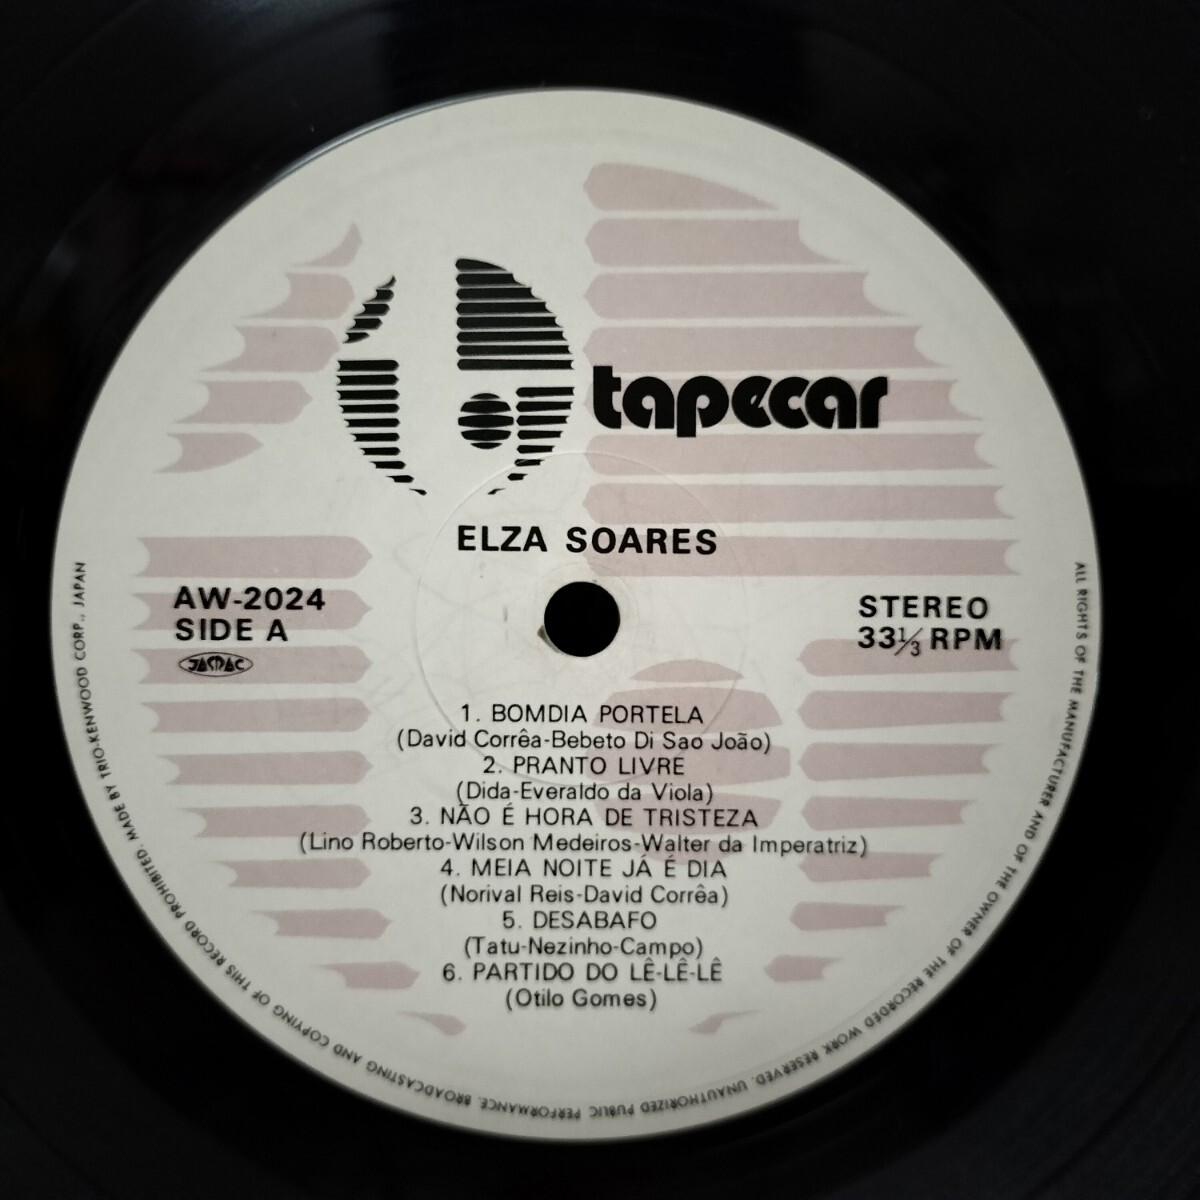 tapecar
ELZA SOARES
AW-2024
SIDE A
JASRAC
STEREO
33⅓ RPM
1. BOMDIA PORTELA
(David Corrêa-Bebeto Di Sao João)
2. PRANTO LIVRE
(Dida-Everaldo da Viola)
3. NÃO É HORA DE TRISTEZA
(Lino Roberto-Wilson Medeiros-Walter da Imperatriz)
4. MEIA NOITE JÁ É DIA
(Norival Reis-David Corrêa)
5. DESABAFO
(Tatu-Nezinho-Campo)
6. PARTIDO DO LÊ-LÊ-LÊ
(Otilo Gomes)
ALL RIGHTS OF THE MANUFACTURER AND OF THE OWNER OF THE RECORDED WORK RESERVED. UNAUTHORIZED PUBLIC PERFORMANCE, BROADCASTING AND COPYING OF THIS RECORD PROHIBITED. MADE BY TRIO-KENWOOD CORP., JAPAN